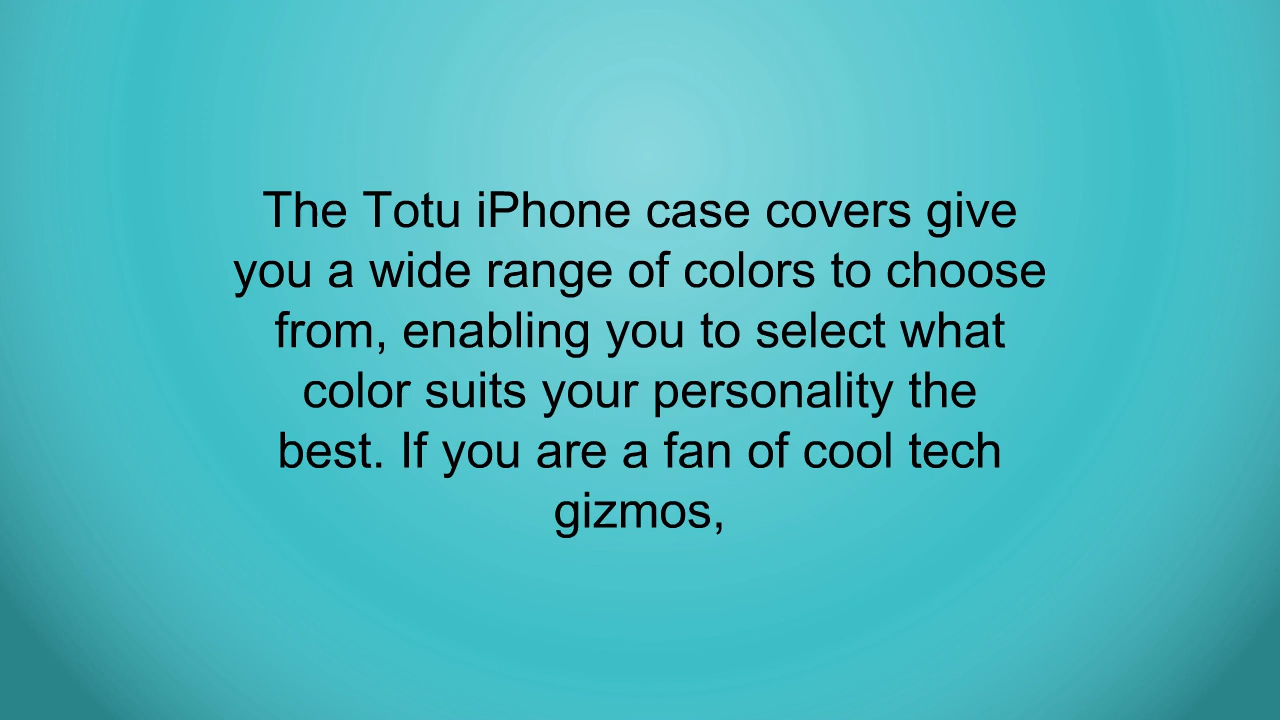 The Totu iPhone case covers give
you a wide range of colors to choose
from, enabling you to select what
color suits your personality the
best. If you are a fan of cool tech
gizmos,